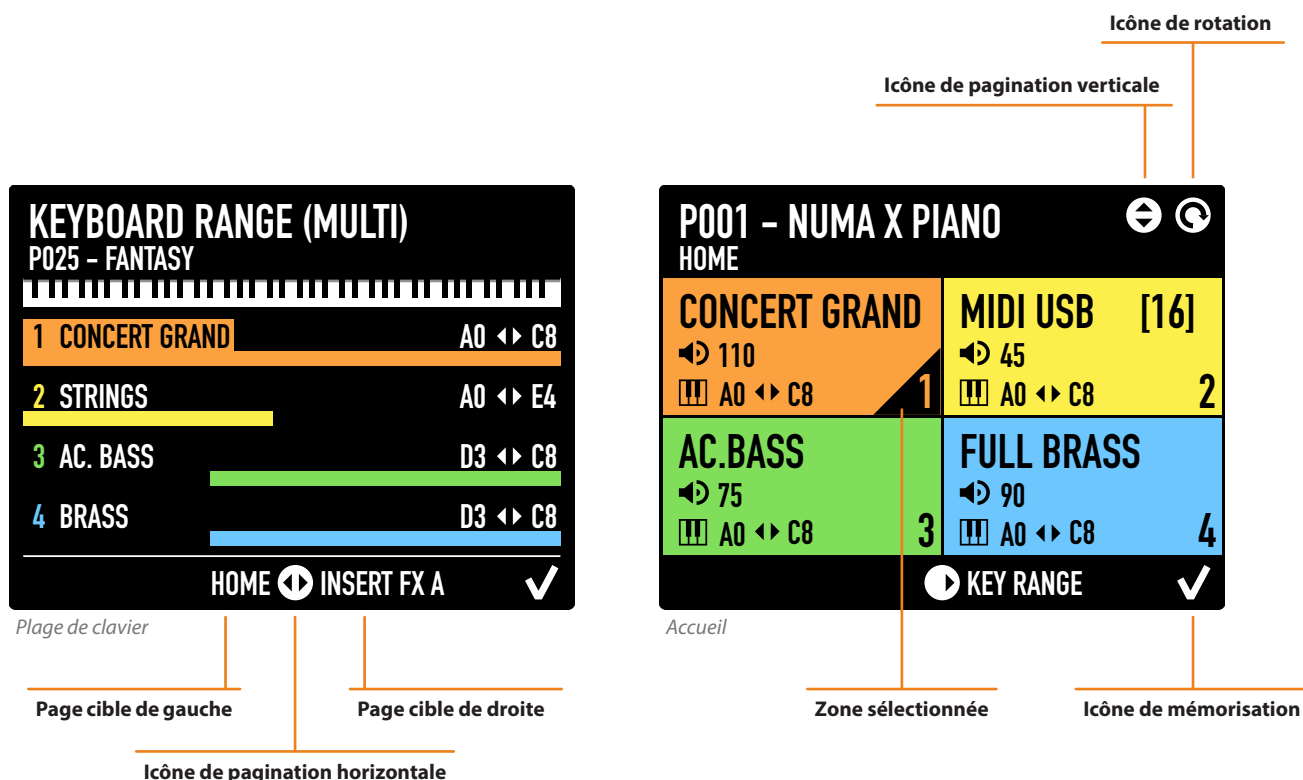 Icône de rotation
Icône de pagination verticale
KEYBOARD RANGE (MULTI)
P025 – FANTASY
1 CONCERT GRAND A0 C8
2 STRINGS A0 E4
3 AC. BASS D3 C8
4 BRASS D3 C8
HOME INSERT FX A
Plage de clavier
Page cible de gauche
Page cible de droite
Icône de pagination horizontale
P001 – NUMA X PIANO
HOME
CONCERT GRAND
110
A0 C8 1
MIDI USB [16]
45
A0 C8 2
AC.BASS
75
A0 C8 3
FULL BRASS
90
A0 C8 4
KEY RANGE
Accueil
Zone sélectionnée
Icône de mémorisation